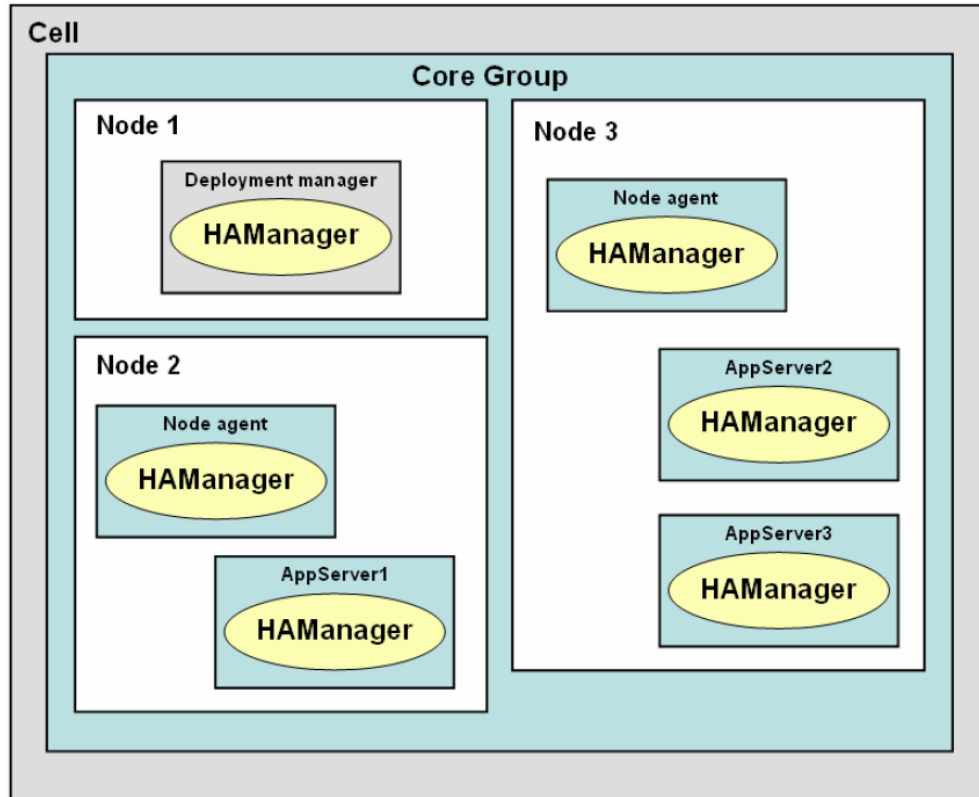 Cell
Core Group
Node 1
Deployment manager
HAManager
Node 2
Node agent
HAManager
AppServer1
HAManager
Node 3
Node agent
HAManager
AppServer2
HAManager
AppServer3
HAManager